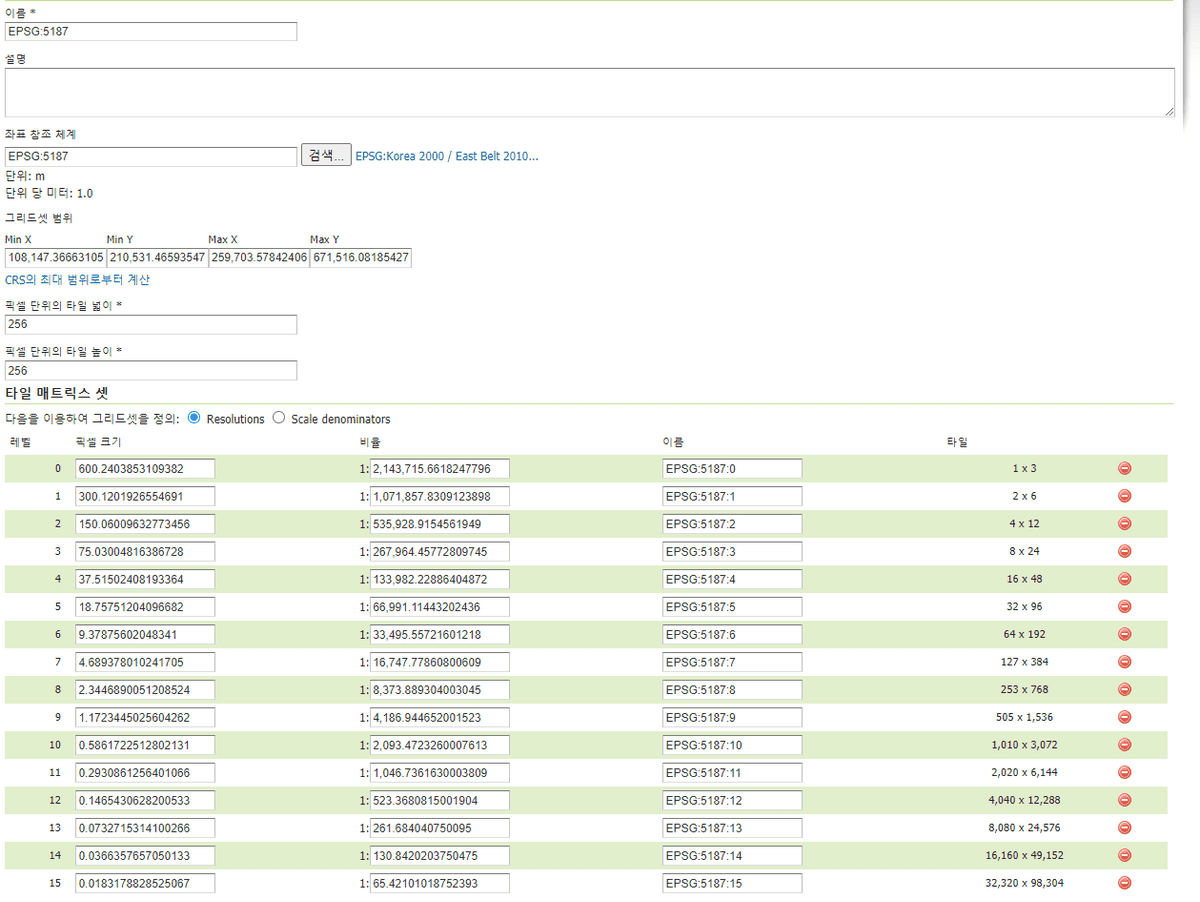 이름 *
EPSG:5187
설명
좌표 참조 체계
EPSG:5187 검색... EPSG:Korea 2000 / East Belt 2010...
단위: m
단위 당 미터: 1.0
그리드셋 범위
Min X Min Y Max X Max Y
108,147.36663105 210,531.46593547 259,703.57842406 671,516.08185427
CRS의 최대 범위로부터 계산
픽셀 단위의 타일 넓이 *
256
픽셀 단위의 타일 높이 *
256
타일 매트릭스 셋
다음을 이용하여 그리드셋을 정의: Resolutions Scale denominators
레벨 픽셀 크기 비율 이름 타일
0 600.2403853109382 1: 2,143,715.6618247796 EPSG:5187:0 1 x 3
1 300.1201926554691 1: 1,071,857.8309123898 EPSG:5187:1 2 x 6
2 150.06009632773456 1: 535,928.9154561949 EPSG:5187:2 4 x 12
3 75.03004816386728 1: 267,964.45772809745 EPSG:5187:3 8 x 24
4 37.51502408193364 1: 133,982.22886404872 EPSG:5187:4 16 x 48
5 18.75751204096682 1: 66,991.11443202436 EPSG:5187:5 32 x 96
6 9.37875602048341 1: 33,495.55721601218 EPSG:5187:6 64 x 192
7 4.689378010241705 1: 16,747.77860800609 EPSG:5187:7 127 x 384
8 2.3446890051208524 1: 8,373.889304003045 EPSG:5187:8 253 x 768
9 1.1723445025604262 1: 4,186.944652001523 EPSG:5187:9 505 x 1,536
10 0.5861722512802131 1: 2,093.4723260007613 EPSG:5187:10 1,010 x 3,072
11 0.2930861256401066 1: 1,046.7361630003809 EPSG:5187:11 2,020 x 6,144
12 0.1465430628200533 1: 523.3680815001904 EPSG:5187:12 4,040 x 12,288
13 0.0732715314100266 1: 261.684040750095 EPSG:5187:13 8,080 x 24,576
14 0.0366357657050133 1: 130.8420203750475 EPSG:5187:14 16,160 x 49,152
15 0.0183178828525067 1: 65.42101018752393 EPSG:5187:15 32,320 x 98,304